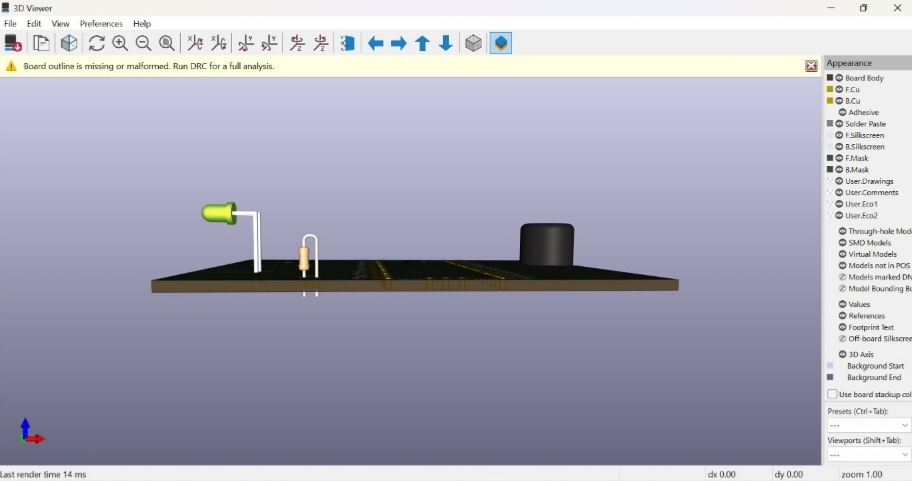 3D Viewer
File Edit View Preferences Help
Board outline is missing or malformed. Run DRC for a full analysis.
Appearance
Board Body
F.Cu
B.Cu
Adhesive
Solder Paste
F.Silkscreen
B.Silkscreen
F.Mask
B.Mask
User.Drawings
User.Comments
User.Eco1
User.Eco2
Through-hole Mod
SMD Models
Virtual Models
Models not in POS
Models marked DN
Model Bounding Bo
Values
References
Footprint Text
Off-board Silkscree
3D Axis
Background Start
Background End
Use board stackup col
Presets (Ctrl+Tab):
---
Viewports (Shift+Tab):
---
Last render time 14 ms
dx 0.00
dy 0.00
zoom 1.00